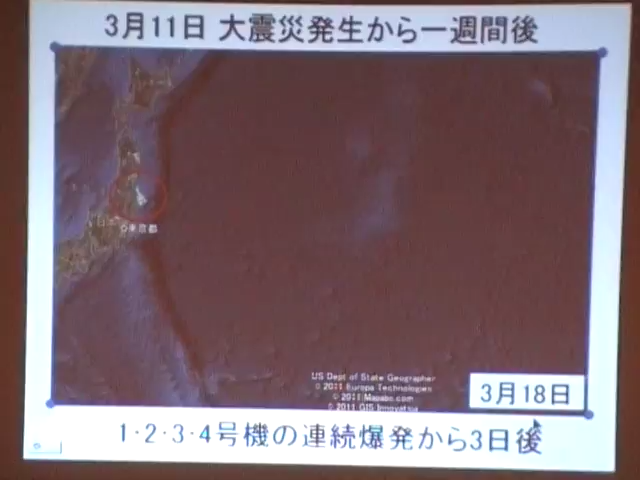 3月11日 大震災発生から一週間後
日本
東京都
US Dept of State Geographer
© 2011 Europa Technologies
© 2011 Mapabc.com
© 2011 GIS Innovatsia
3月18日
1・2・3・4号機の連続爆発から3日後